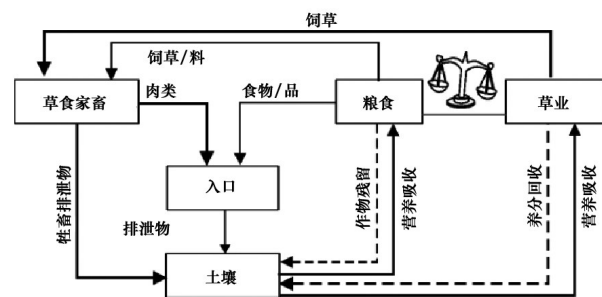 饲草
饲草/料
草食家畜
肉类
食物/品
粮食
草业
牲畜排泄物
入口
作物残留
营养吸收
养分回收
营养吸收
排泄物
土壤